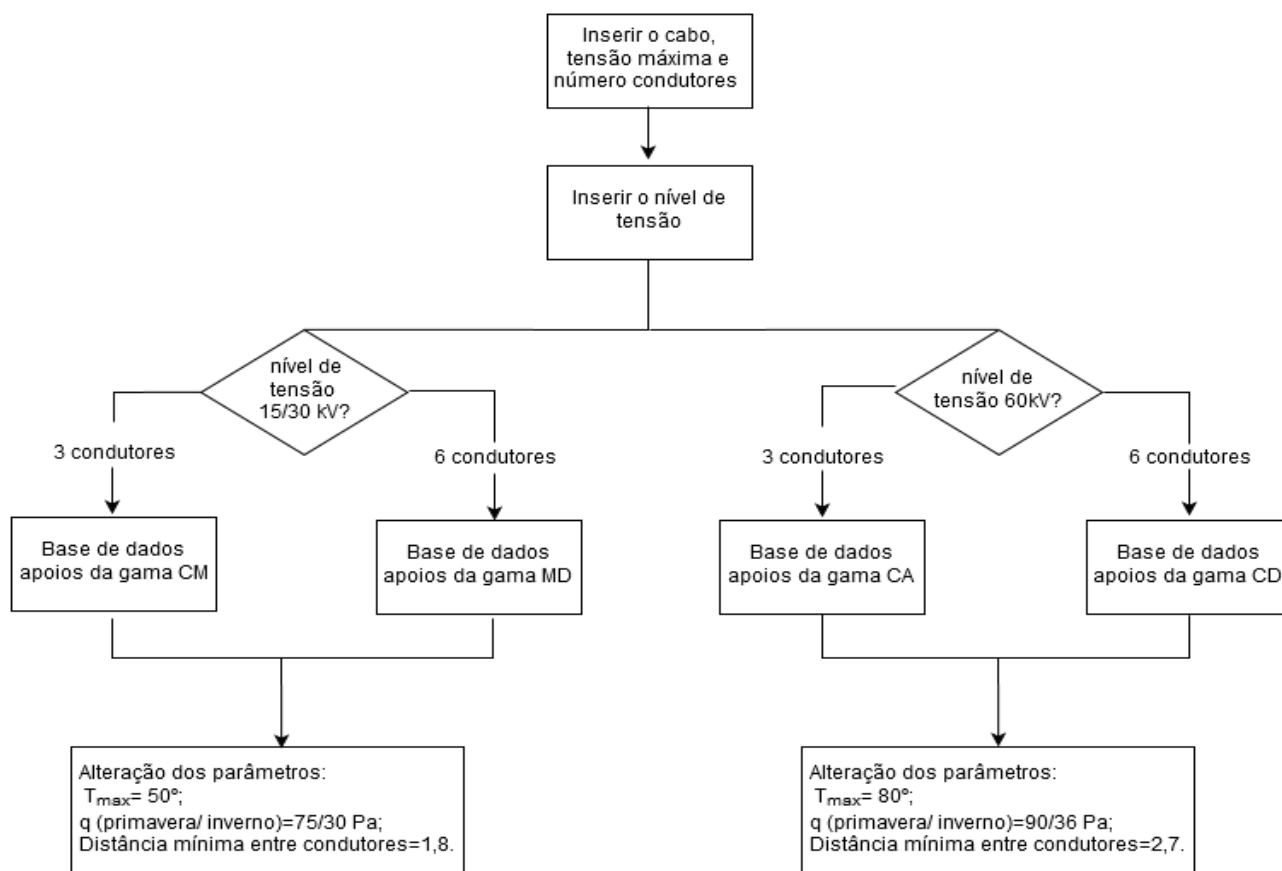 Inserir o cabo,
tensão máxima e
número condutores
Inserir o nível de
tensão
nível de
tensão
15/30 kV?
nível de
tensão 60kV?
3 condutores
6 condutores
3 condutores
6 condutores
Base de dados
apoios da gama CM
Base de dados
apoios da gama MD
Base de dados
apoios da gama CA
Base de dados
apoios da gama CD
Alteração dos parâmetros:
Tmax= 50º;
q (primavera/ inverno)=75/30 Pa;
Distância mínima entre condutores=1,8.
Alteração dos parâmetros:
Tmax= 80º;
q (primavera/ inverno)=90/36 Pa;
Distância mínima entre condutores=2,7.